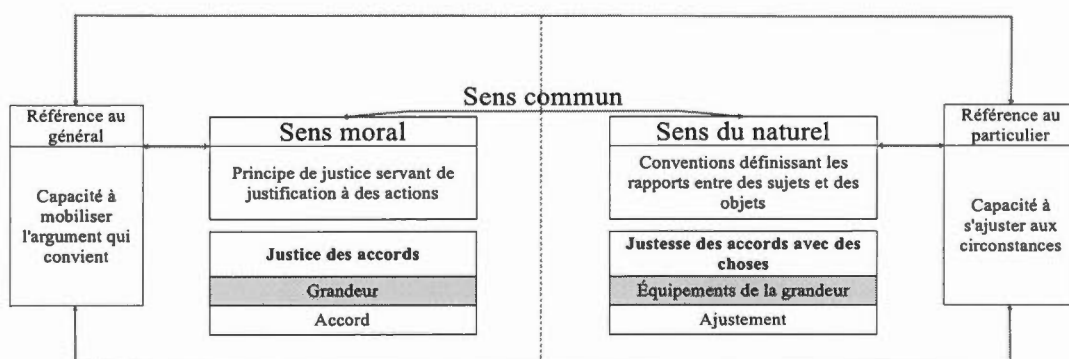 Sens commun
Référence au
général
Capacité à
mobiliser
l'argument qui
convient
Sens moral
Principe de justice servant de
justification à des actions
Justice des accords
Grandeur
Accord
Sens du naturel
Conventions définissant les
rapports entre des sujets et des
objets
Justesse des accords avec des
choses
Équipements de la grandeur
Ajustement
Référence au
particulier
Capacité à
s'ajuster aux
circonstances